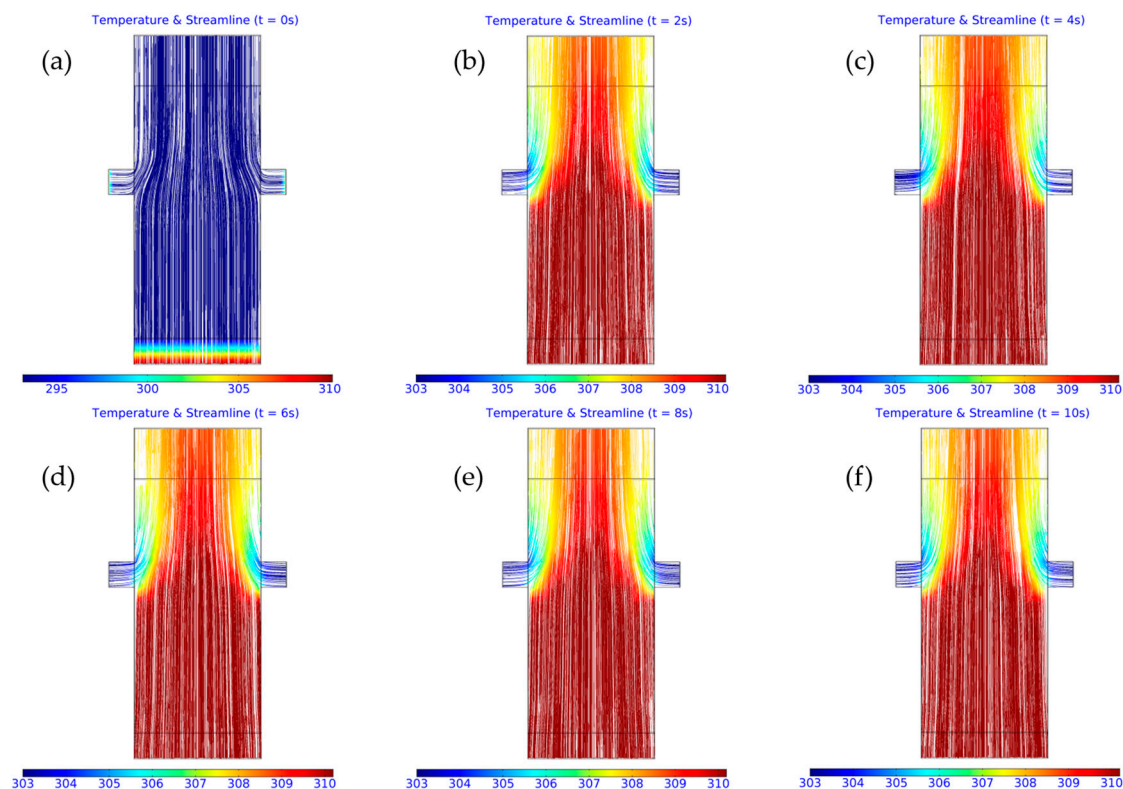 Temperature & Streamline (t = 0s)
Temperature & Streamline (t = 2s)
Temperature & Streamline (t = 4s)
(a)
(b)
(c)
295 300 305 310
303 304 305 306 307 308 309 310
303 304 305 306 307 308 309 310
Temperature & Streamline (t = 6s)
Temperature & Streamline (t = 8s)
Temperature & Streamline (t = 10s)
(d)
(e)
(f)
303 304 305 306 307 308 309 310
303 304 305 306 307 308 309 310
303 304 305 306 307 308 309 310